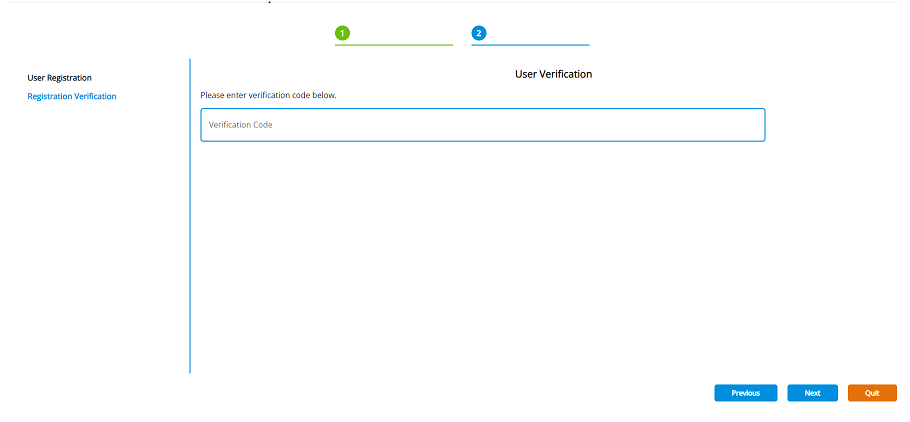 1
2
User Registration
Registration Verification
User Verification
Please enter verification code below.
Verification Code
Previous
Next
Quit